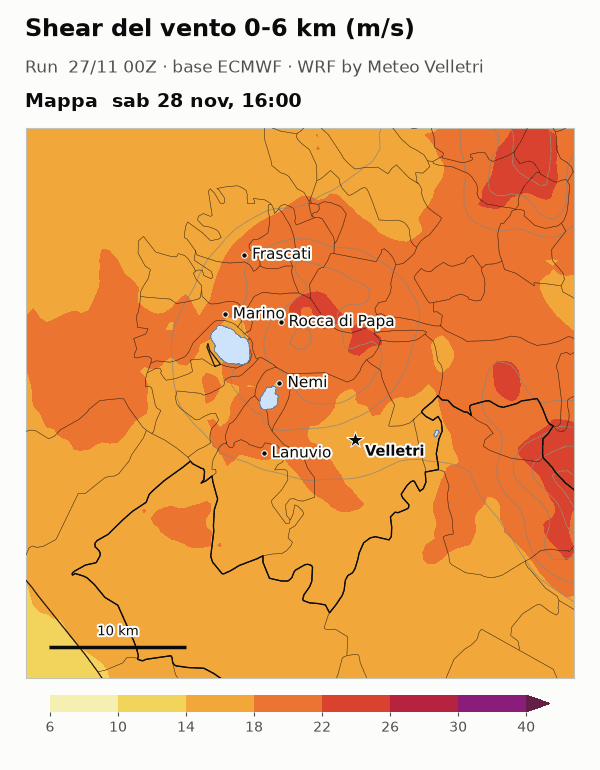 Shear del vento 0-6 km (m/s)
Run  27/11 00Z · base ECMWF · WRF by Meteo Velletri
Mappa  sab 28 nov, 16:00
Frascati
Marino
Rocca di Papa
Nemi
Velletri
Lanuvio
10 km
6 10 14 18 22 26 30 40